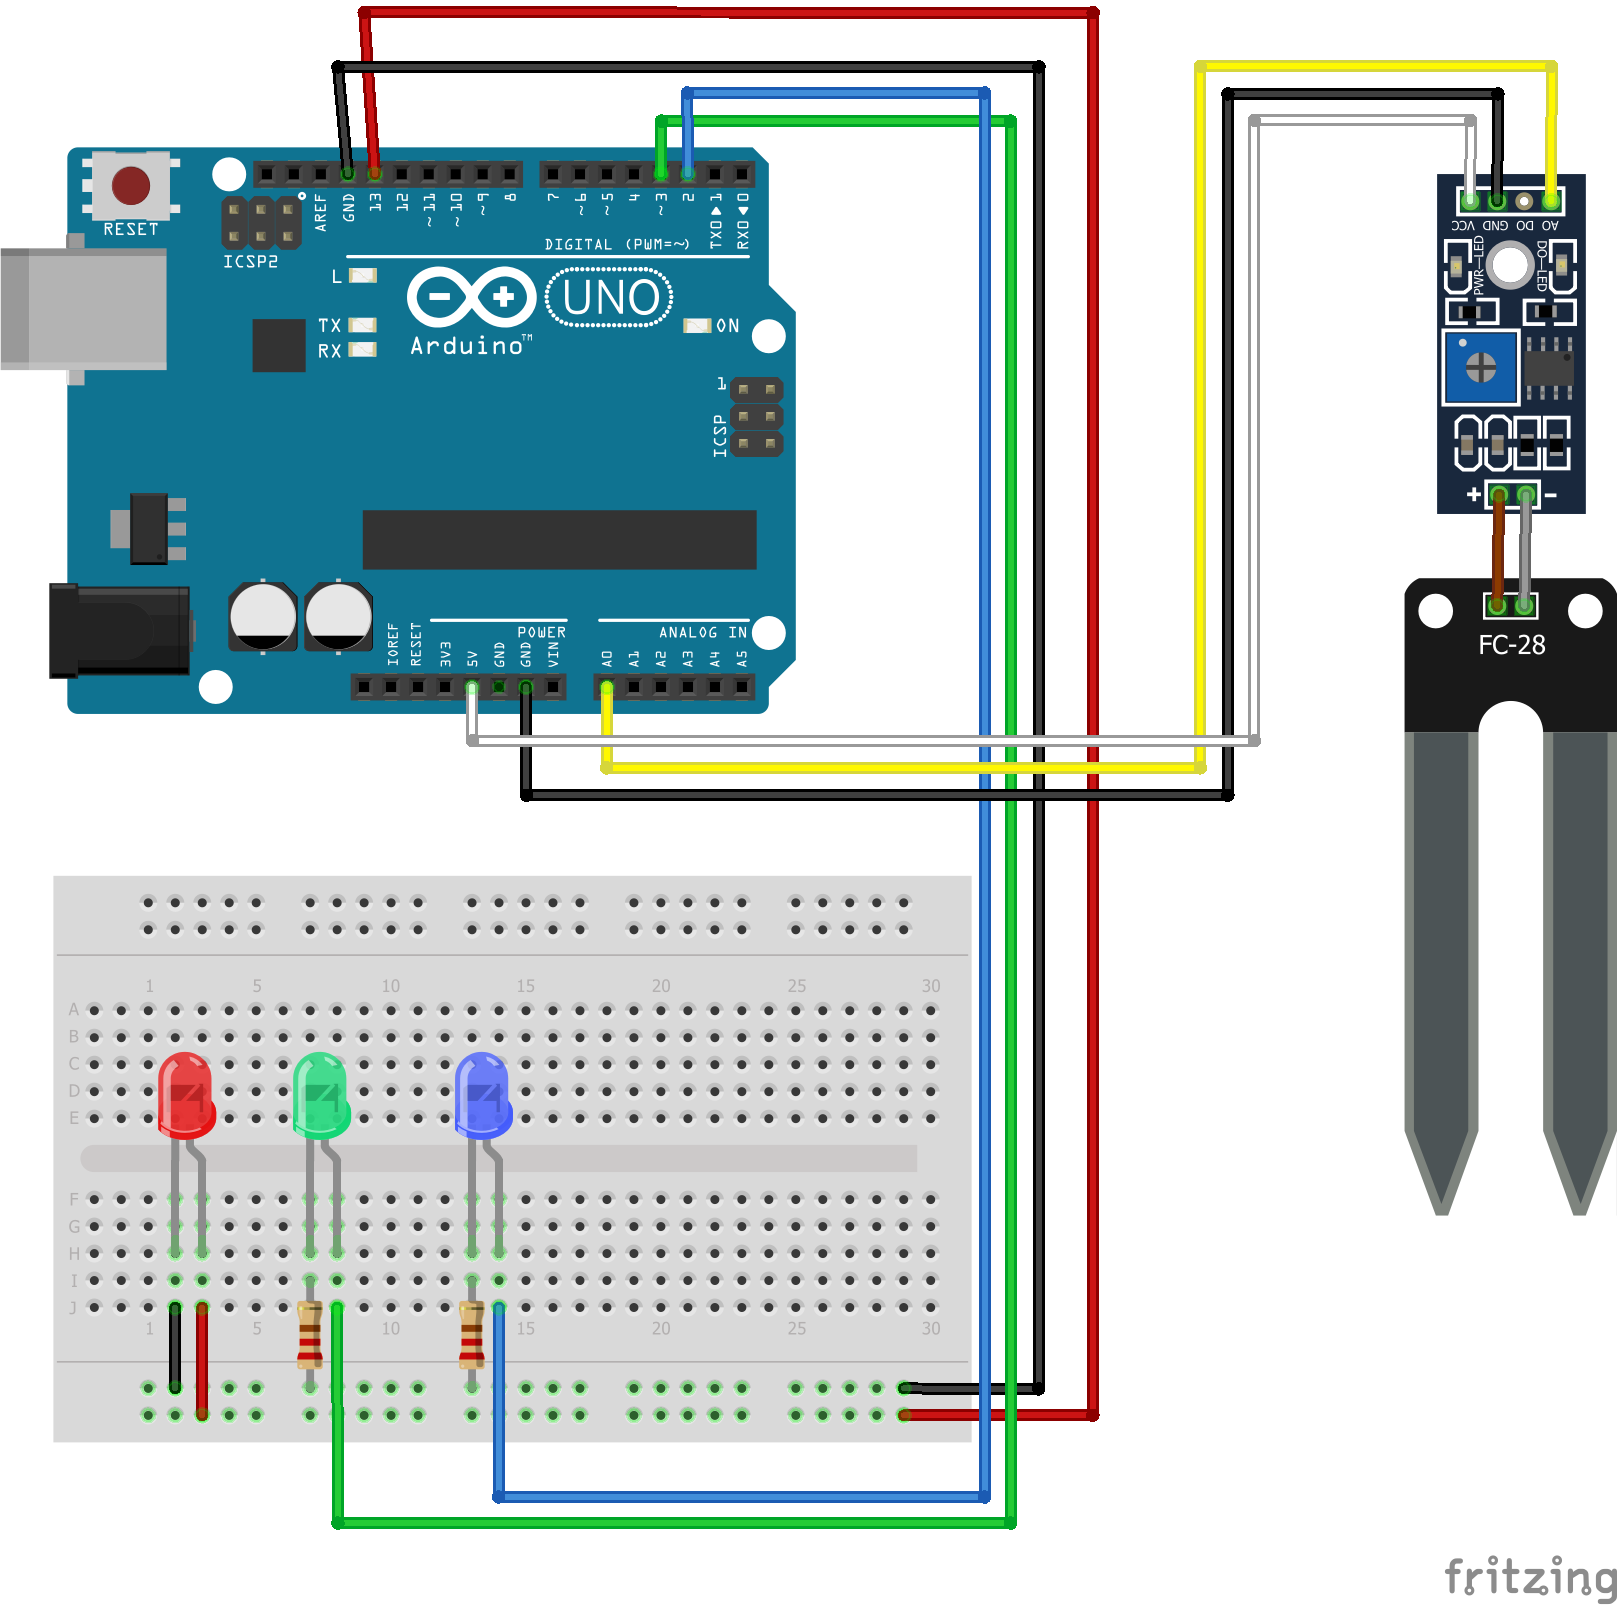 RESET
ICSP2
AREF
GND
13
12
~11
~10
~9
8
7
~6
~5
4
~3
2
TX0▶1
RX0◀0
DIGITAL (PWM=~)
L
TX
RX
UNO
Arduino™
ON
1
ICSP
IOREF
RESET
3V3
5V
GND
GND
VIN
POWER
ANALOG IN
A0
A1
A2
A3
A4
A5
VCC
GND
DO
AO
PWR-LED
DO-LED
+ -
FC-28
1 5 10 15 20 25 30
A
B
C
D
E
F
G
H
I
J
1 5 10 15 20 25 30
fritzing